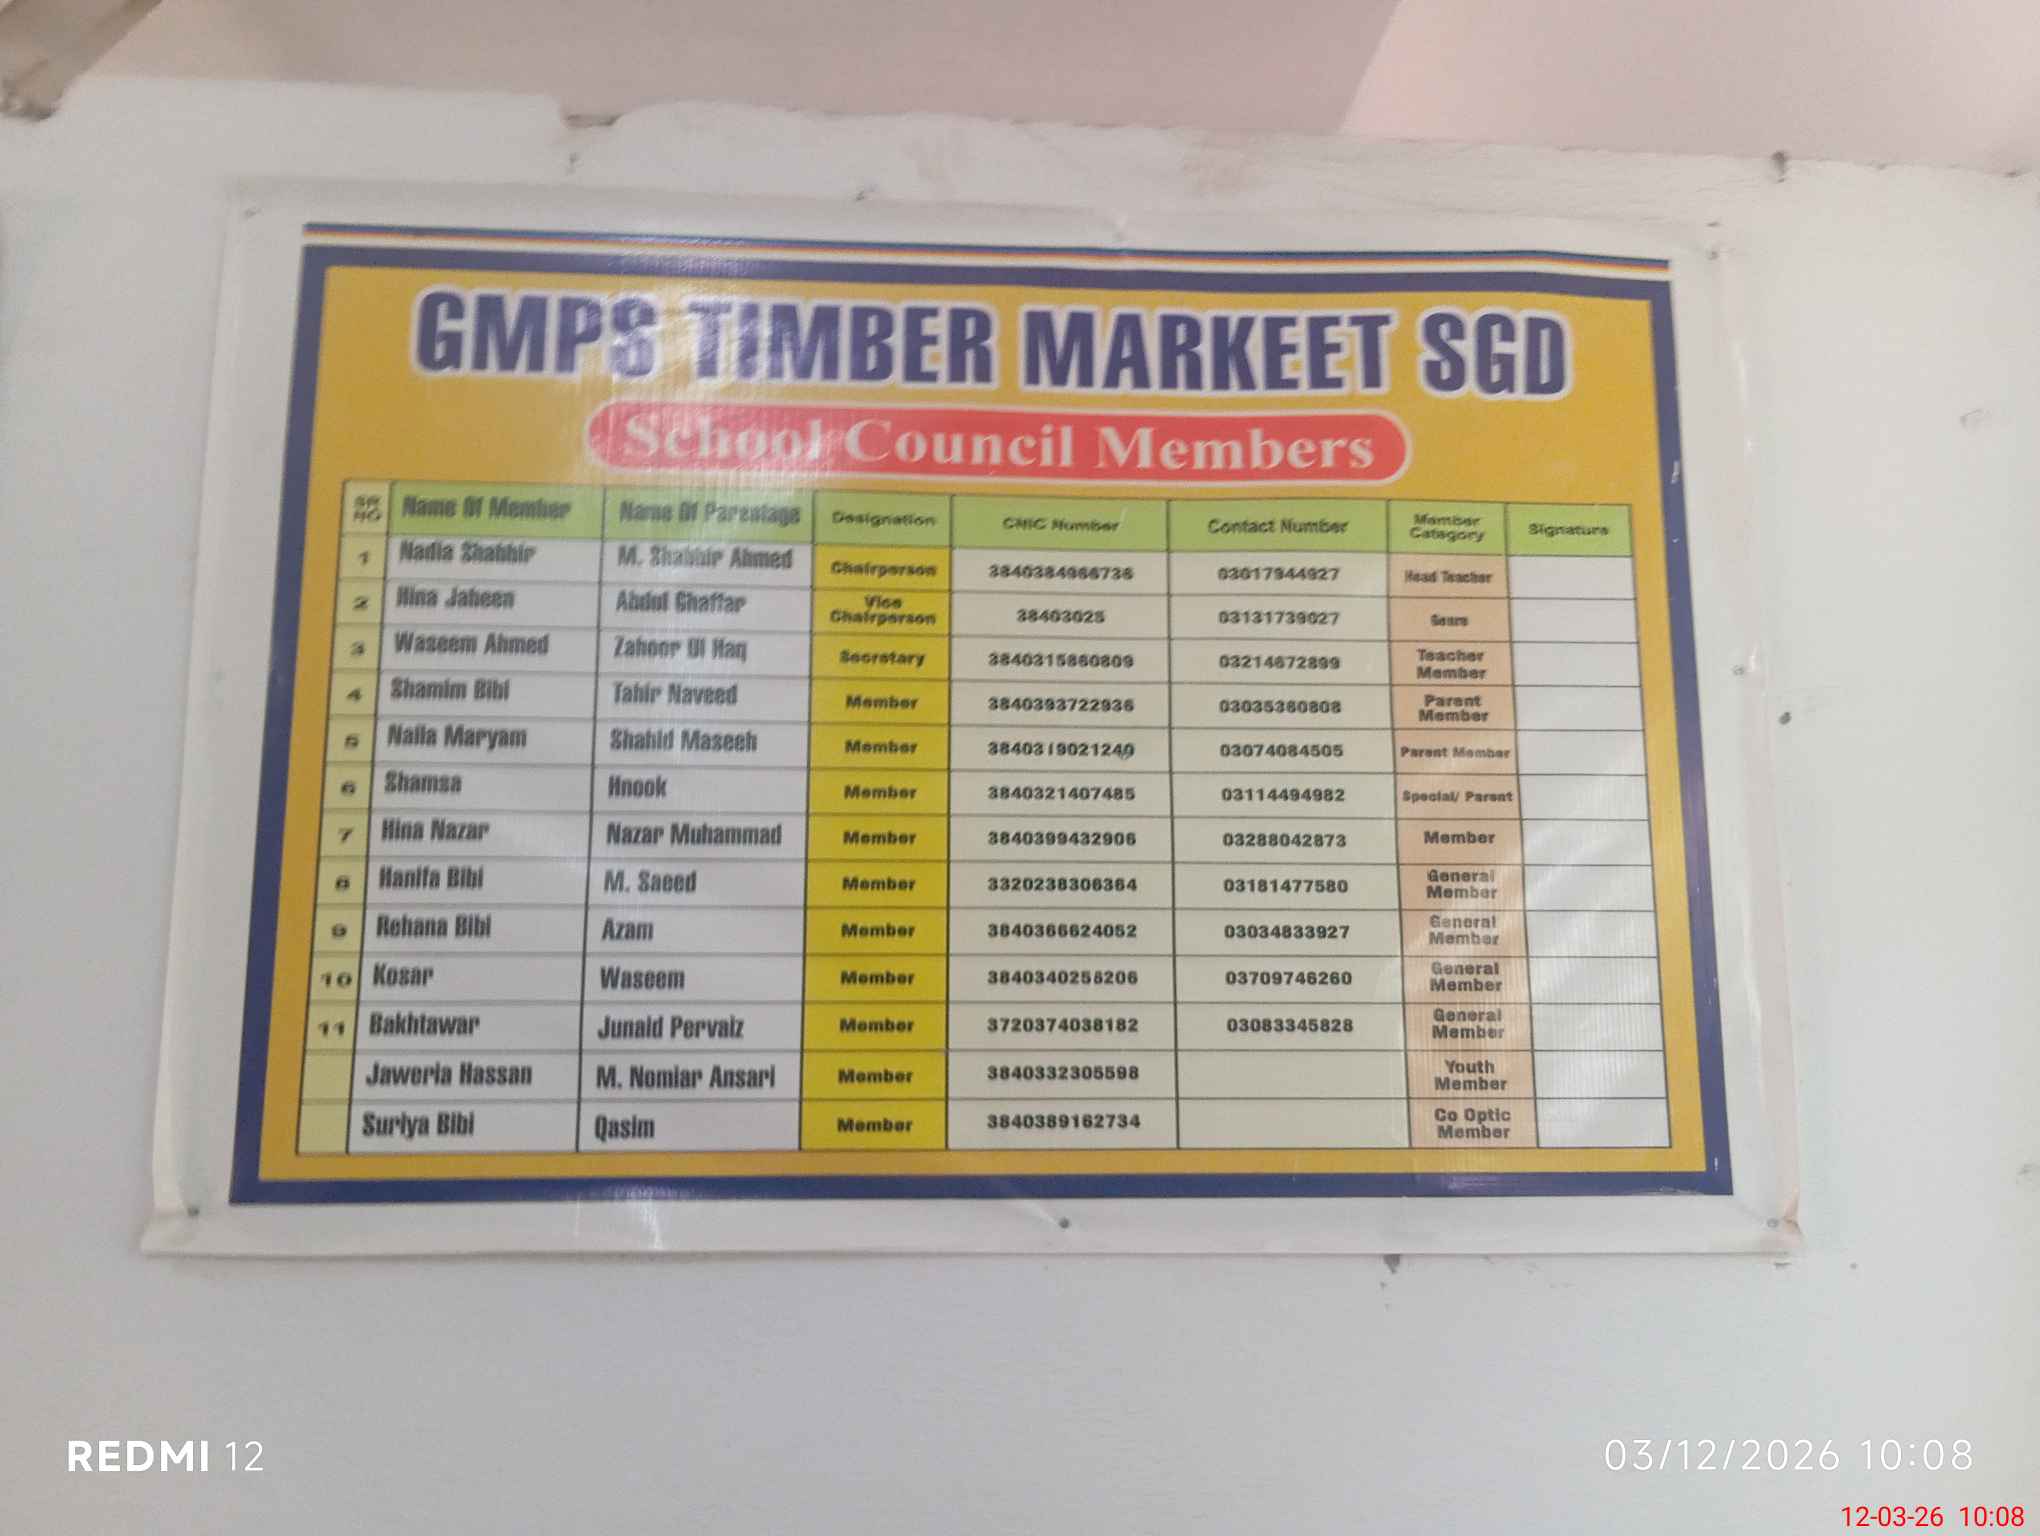 GMPS TIMBER MARKEET SGD
School Council Members
SR NO Name Of Member Name Of Parentage Designation CNIC Number Contact Number Member Category Signature
1 Nadia Shabbir M. Shabbir Ahmed Chairperson 3840384966736 03017944927 Head Teacher
2 Hina Jabeen Abdul Ghaffar Vice Chairperson 38403025 03131739027
3 Waseem Ahmed Zahoor Ul Haq Secretary 3840315860809 03214672899 Teacher Member
4 Shamim Bibi Tahir Naveed Member 3840393722936 03035360808 Parent Member
5 Naila Maryam Shahid Maseeh Member 03074084505 Parent Member
6 Shamsa Hnook Member 3840321407485 03114494982 Special/ Parent
7 Hina Nazar Nazar Muhammad Member 3840399432906 03288042873 Member
8 Hanifa Bibi M. Saeed Member 3320238306364 03181477580 General Member
9 Rehana Bibi Azam Member 3840366624052 03034833927 General Member
10 Kosar Waseem Member 3840340256206 03709746260 General Member
11 Bakhtawar Junaid Pervaiz Member 3720374038182 03083345828 General Member
Jaweria Hassan M. Nomiar Ansari Member 3840332305598 Youth Member
Suriya Bibi Qasim Member 3840389162734 Co Optic Member
REDMI 12
03/12/2026 10:08
12-03-26 10:08